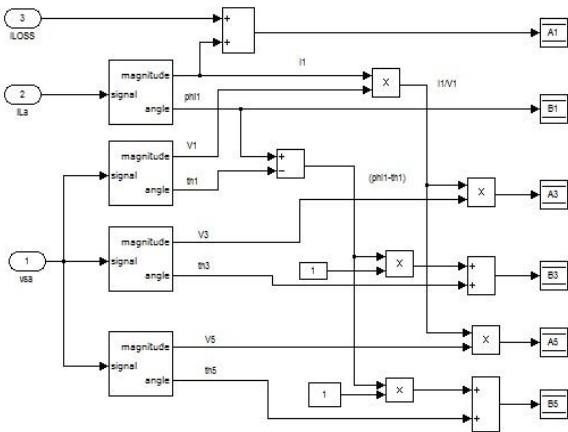 3
ILOSS
+
+
A1
I1
magnitude
signal
angle
2
ILa
phi1
X
I1/V1
B1
V1
magnitude
signal
angle
th1
+
−
(phi1-th1)
X
A3
V3
magnitude
signal
angle
th3
1
vsa
1
X
+
+
B3
V5
magnitude
signal
angle
th5
X
A5
1
X
+
+
B5